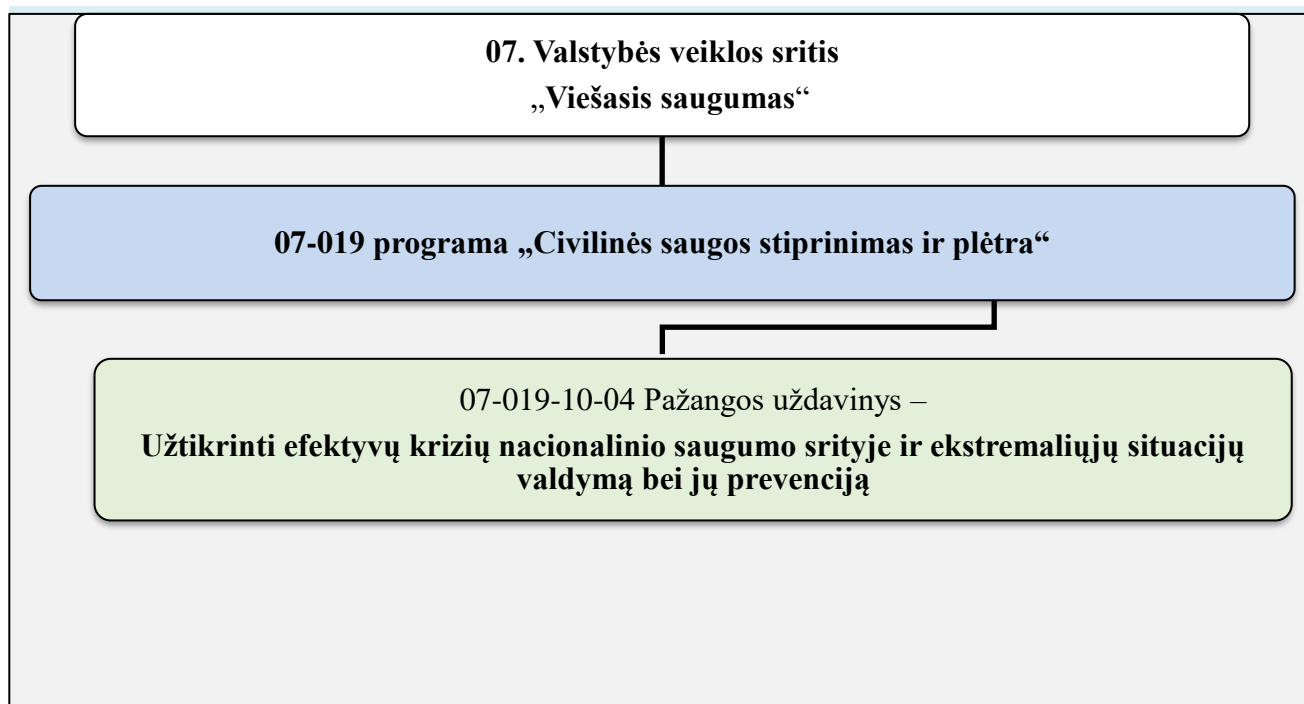 07. Valstybės veiklos sritis
„Viešasis saugumas“
07-019 programa „Civilinės saugos stiprinimas ir plėtra“
07-019-10-04 Pažangos uždavinys –
Užtikrinti efektyvų krizių nacionalinio saugumo srityje ir ekstremaliųjų situacijų
valdymą bei jų prevenciją